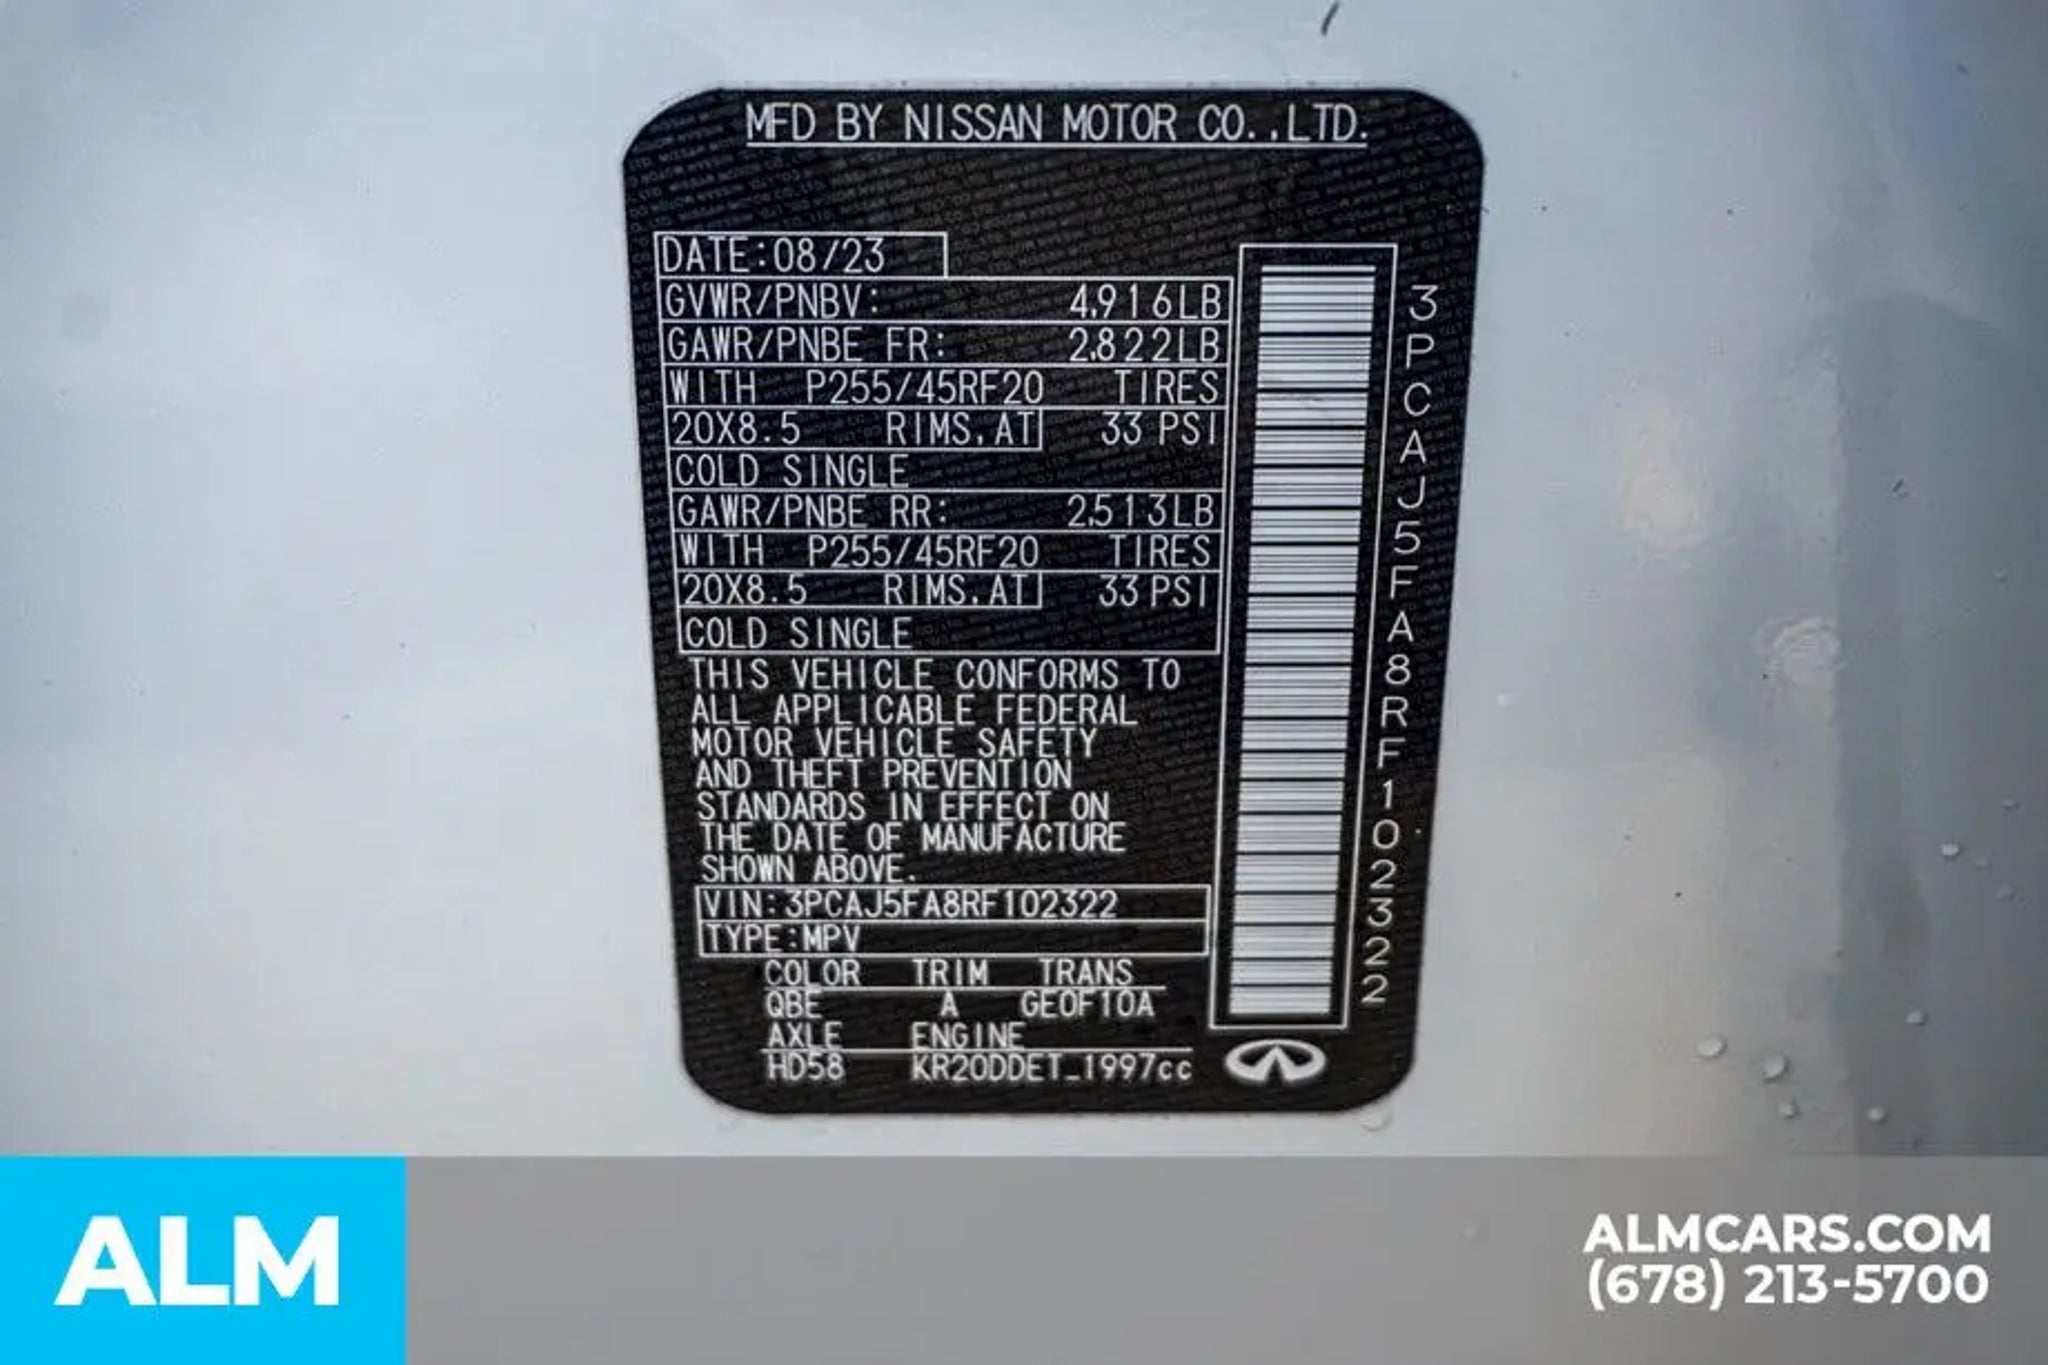 MFD BY NISSAN MOTOR CO.,LTD.
DATE:08/23
GVWR/PNBV: 4,916LB
GAWR/PNBE FR: 2,822LB
WITH P255/45RF20 TIRES
20X8.5 RIMS,AT 33 PSI
COLD SINGLE
GAWR/PNBE RR: 2,513LB
WITH P255/45RF20 TIRES
20X8.5 RIMS,AT 33 PSI
COLD SINGLE
THIS VEHICLE CONFORMS TO
ALL APPLICABLE FEDERAL
MOTOR VEHICLE SAFETY
AND THEFT PREVENTION
STANDARDS IN EFFECT ON
THE DATE OF MANUFACTURE
SHOWN ABOVE.
VIN:3PCAJ5FA8RF102322
TYPE:MPV
COLOR TRIM TRANS
QBE A GE0F10A
AXLE ENGINE
HD58 KR20DDET_1997cc
3PCAJ5FA8RF102322
ALM
ALMCARS.COM
(678) 213-5700